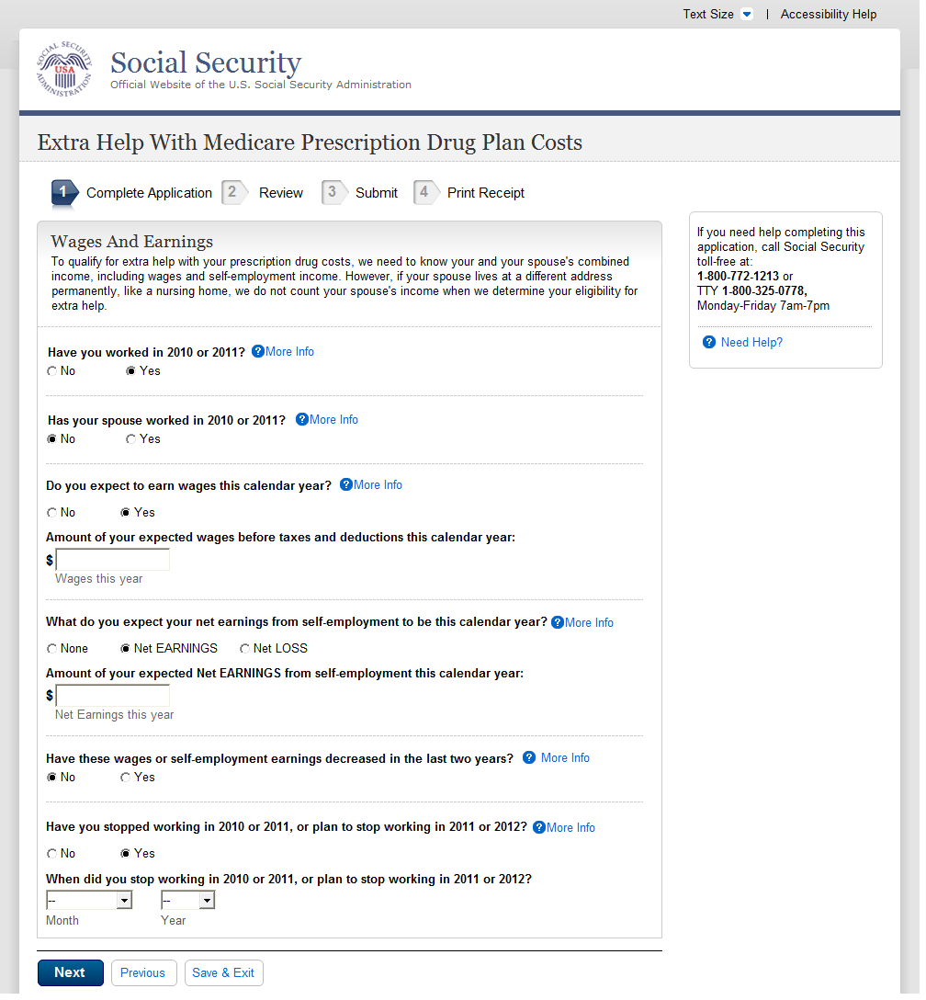 Text Size | Accessibility Help
SOCIAL SECURITY ADMINISTRATION
USA
Social Security
Official Website of the U.S. Social Security Administration
Extra Help With Medicare Prescription Drug Plan Costs
1 Complete Application 2 Review 3 Submit 4 Print Receipt
Wages And Earnings
To qualify for extra help with your prescription drug costs, we need to know your and your spouse's combined
income, including wages and self-employment income. However, if your spouse lives at a different address
permanently, like a nursing home, we do not count your spouse's income when we determine your eligibility for
extra help.
Have you worked in 2010 or 2011? ? More Info
No Yes
Has your spouse worked in 2010 or 2011? ? More Info
No Yes
Do you expect to earn wages this calendar year? ? More Info
No Yes
Amount of your expected wages before taxes and deductions this calendar year:
$
Wages this year
What do you expect your net earnings from self-employment to be this calendar year? ? More Info
None Net EARNINGS Net LOSS
Amount of your expected Net EARNINGS from self-employment this calendar year:
$
Net Earnings this year
Have these wages or self-employment earnings decreased in the last two years? ? More Info
No Yes
Have you stopped working in 2010 or 2011, or plan to stop working in 2011 or 2012? ? More Info
No Yes
When did you stop working in 2010 or 2011, or plan to stop working in 2011 or 2012?
-- --
Month Year
Next Previous Save & Exit
If you need help completing this
application, call Social Security
toll-free at:
1-800-772-1213 or
TTY 1-800-325-0778,
Monday-Friday 7am-7pm
? Need Help?